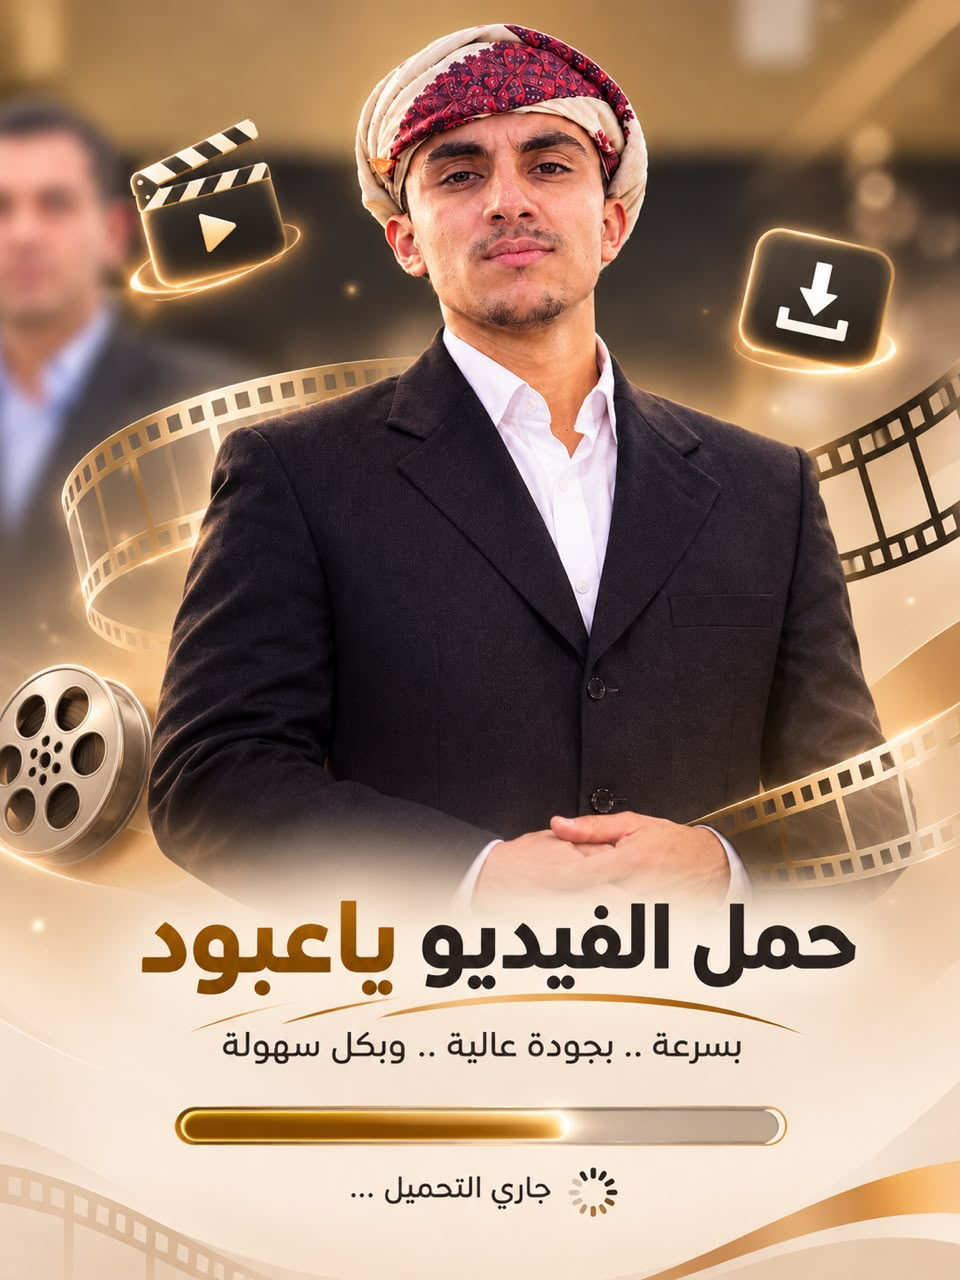 حمل الفيديو ياعبود
بسرعة .. بجودة عالية .. وبكل سهولة
جاري التحميل ...